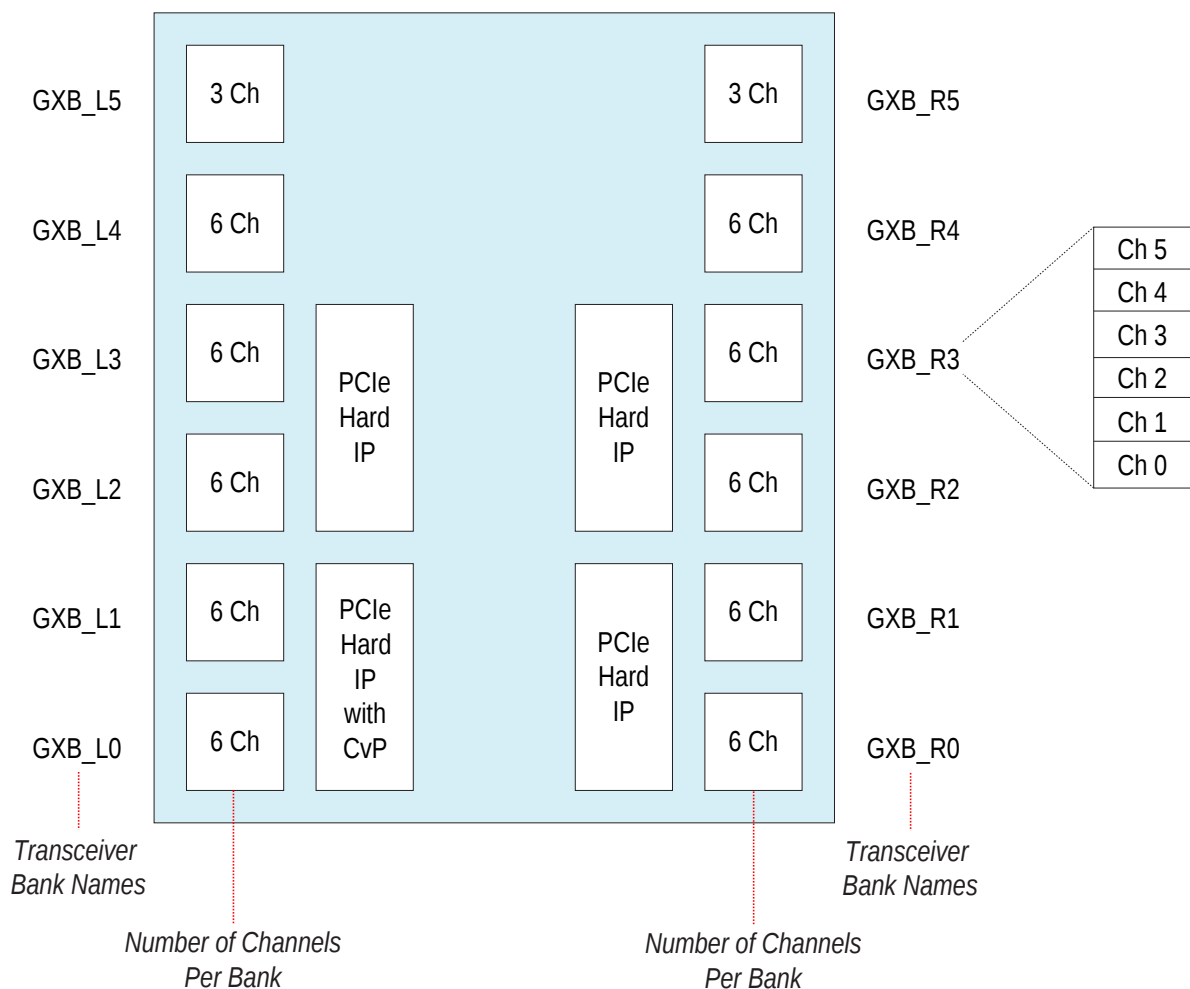 GXB_L5
3 Ch
3 Ch
GXB_R5
GXB_L4
6 Ch
6 Ch
GXB_R4
GXB_L3
6 Ch
PCIe
Hard
IP
PCIe
Hard
IP
6 Ch
GXB_R3
Ch 5
Ch 4
Ch 3
Ch 2
Ch 1
Ch 0
GXB_L2
6 Ch
6 Ch
GXB_R2
GXB_L1
6 Ch
PCIe
Hard
IP
with
CvP
PCIe
Hard
IP
6 Ch
GXB_R1
GXB_L0
6 Ch
6 Ch
GXB_R0
Transceiver
Bank Names
Transceiver
Bank Names
Number of Channels
Per Bank
Number of Channels
Per Bank